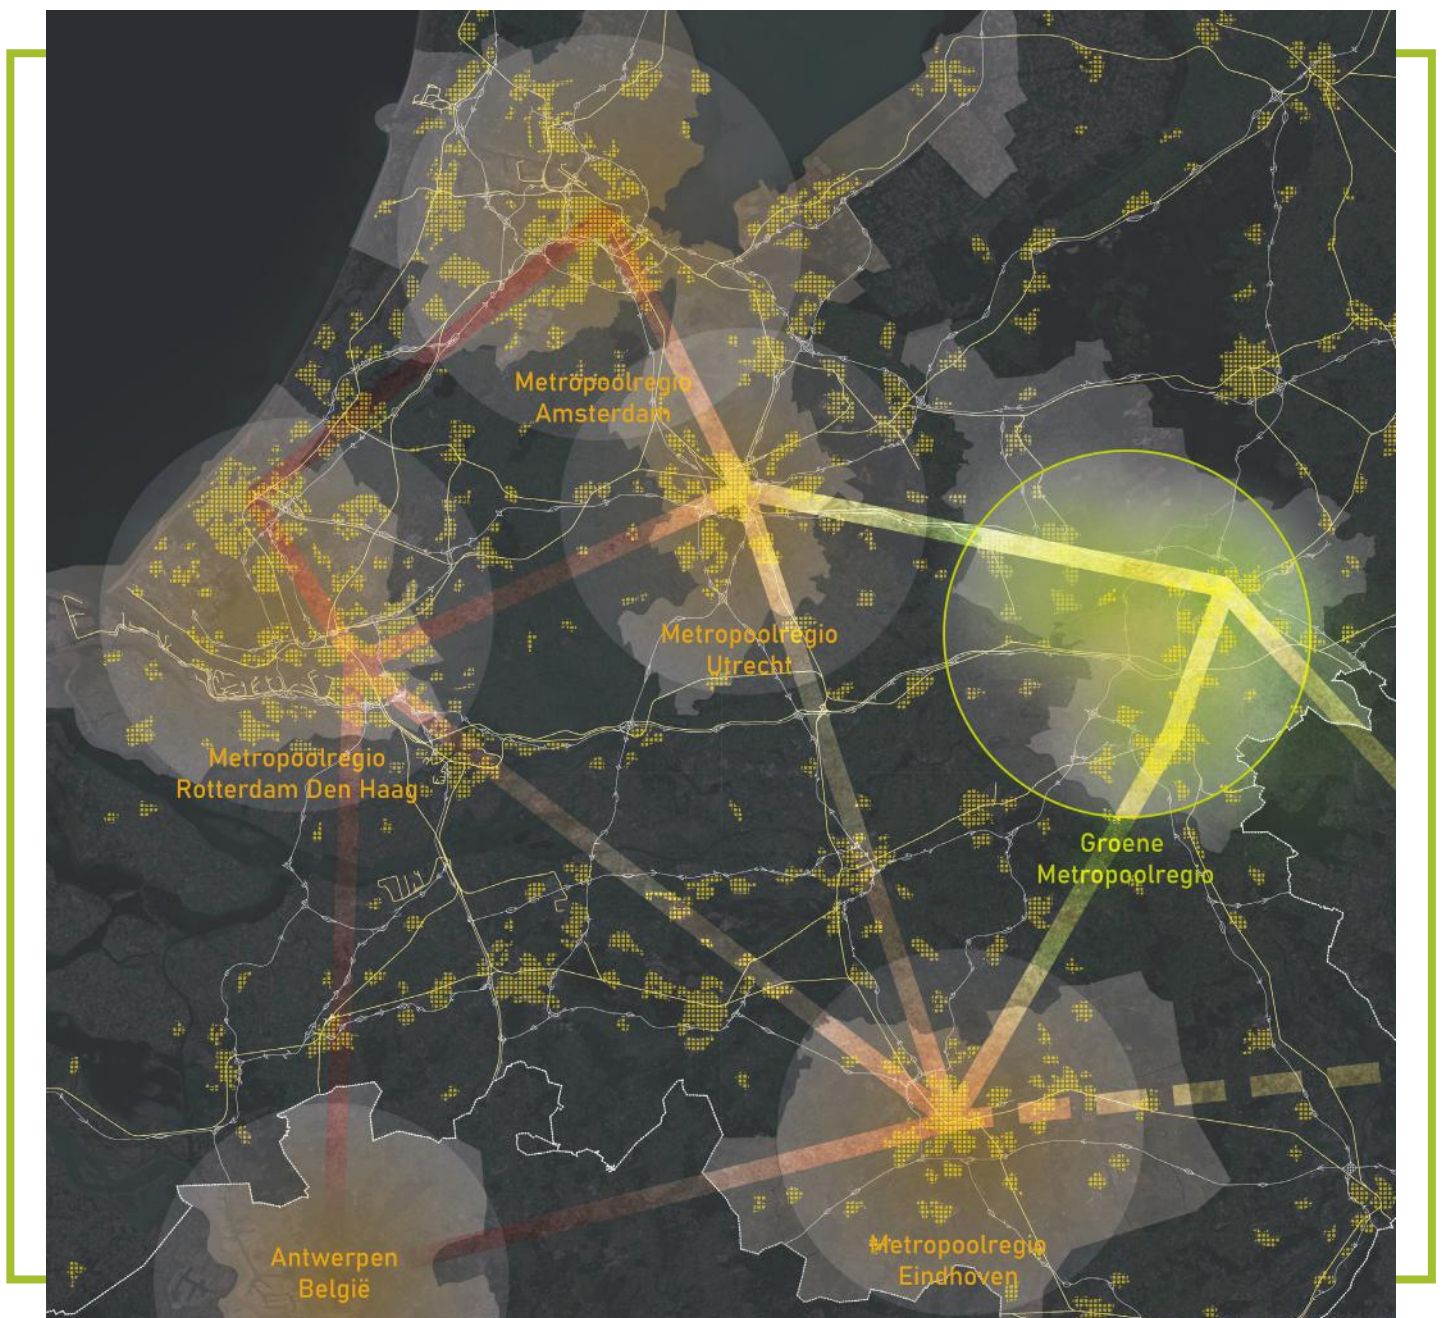 Metropoolregio
Amsterdam
Metropoolregio
Utrecht
Metropoolregio
Rotterdam Den Haag
Groene
Metropoolregio
Antwerpen
België
Metropoolregio
Eindhoven